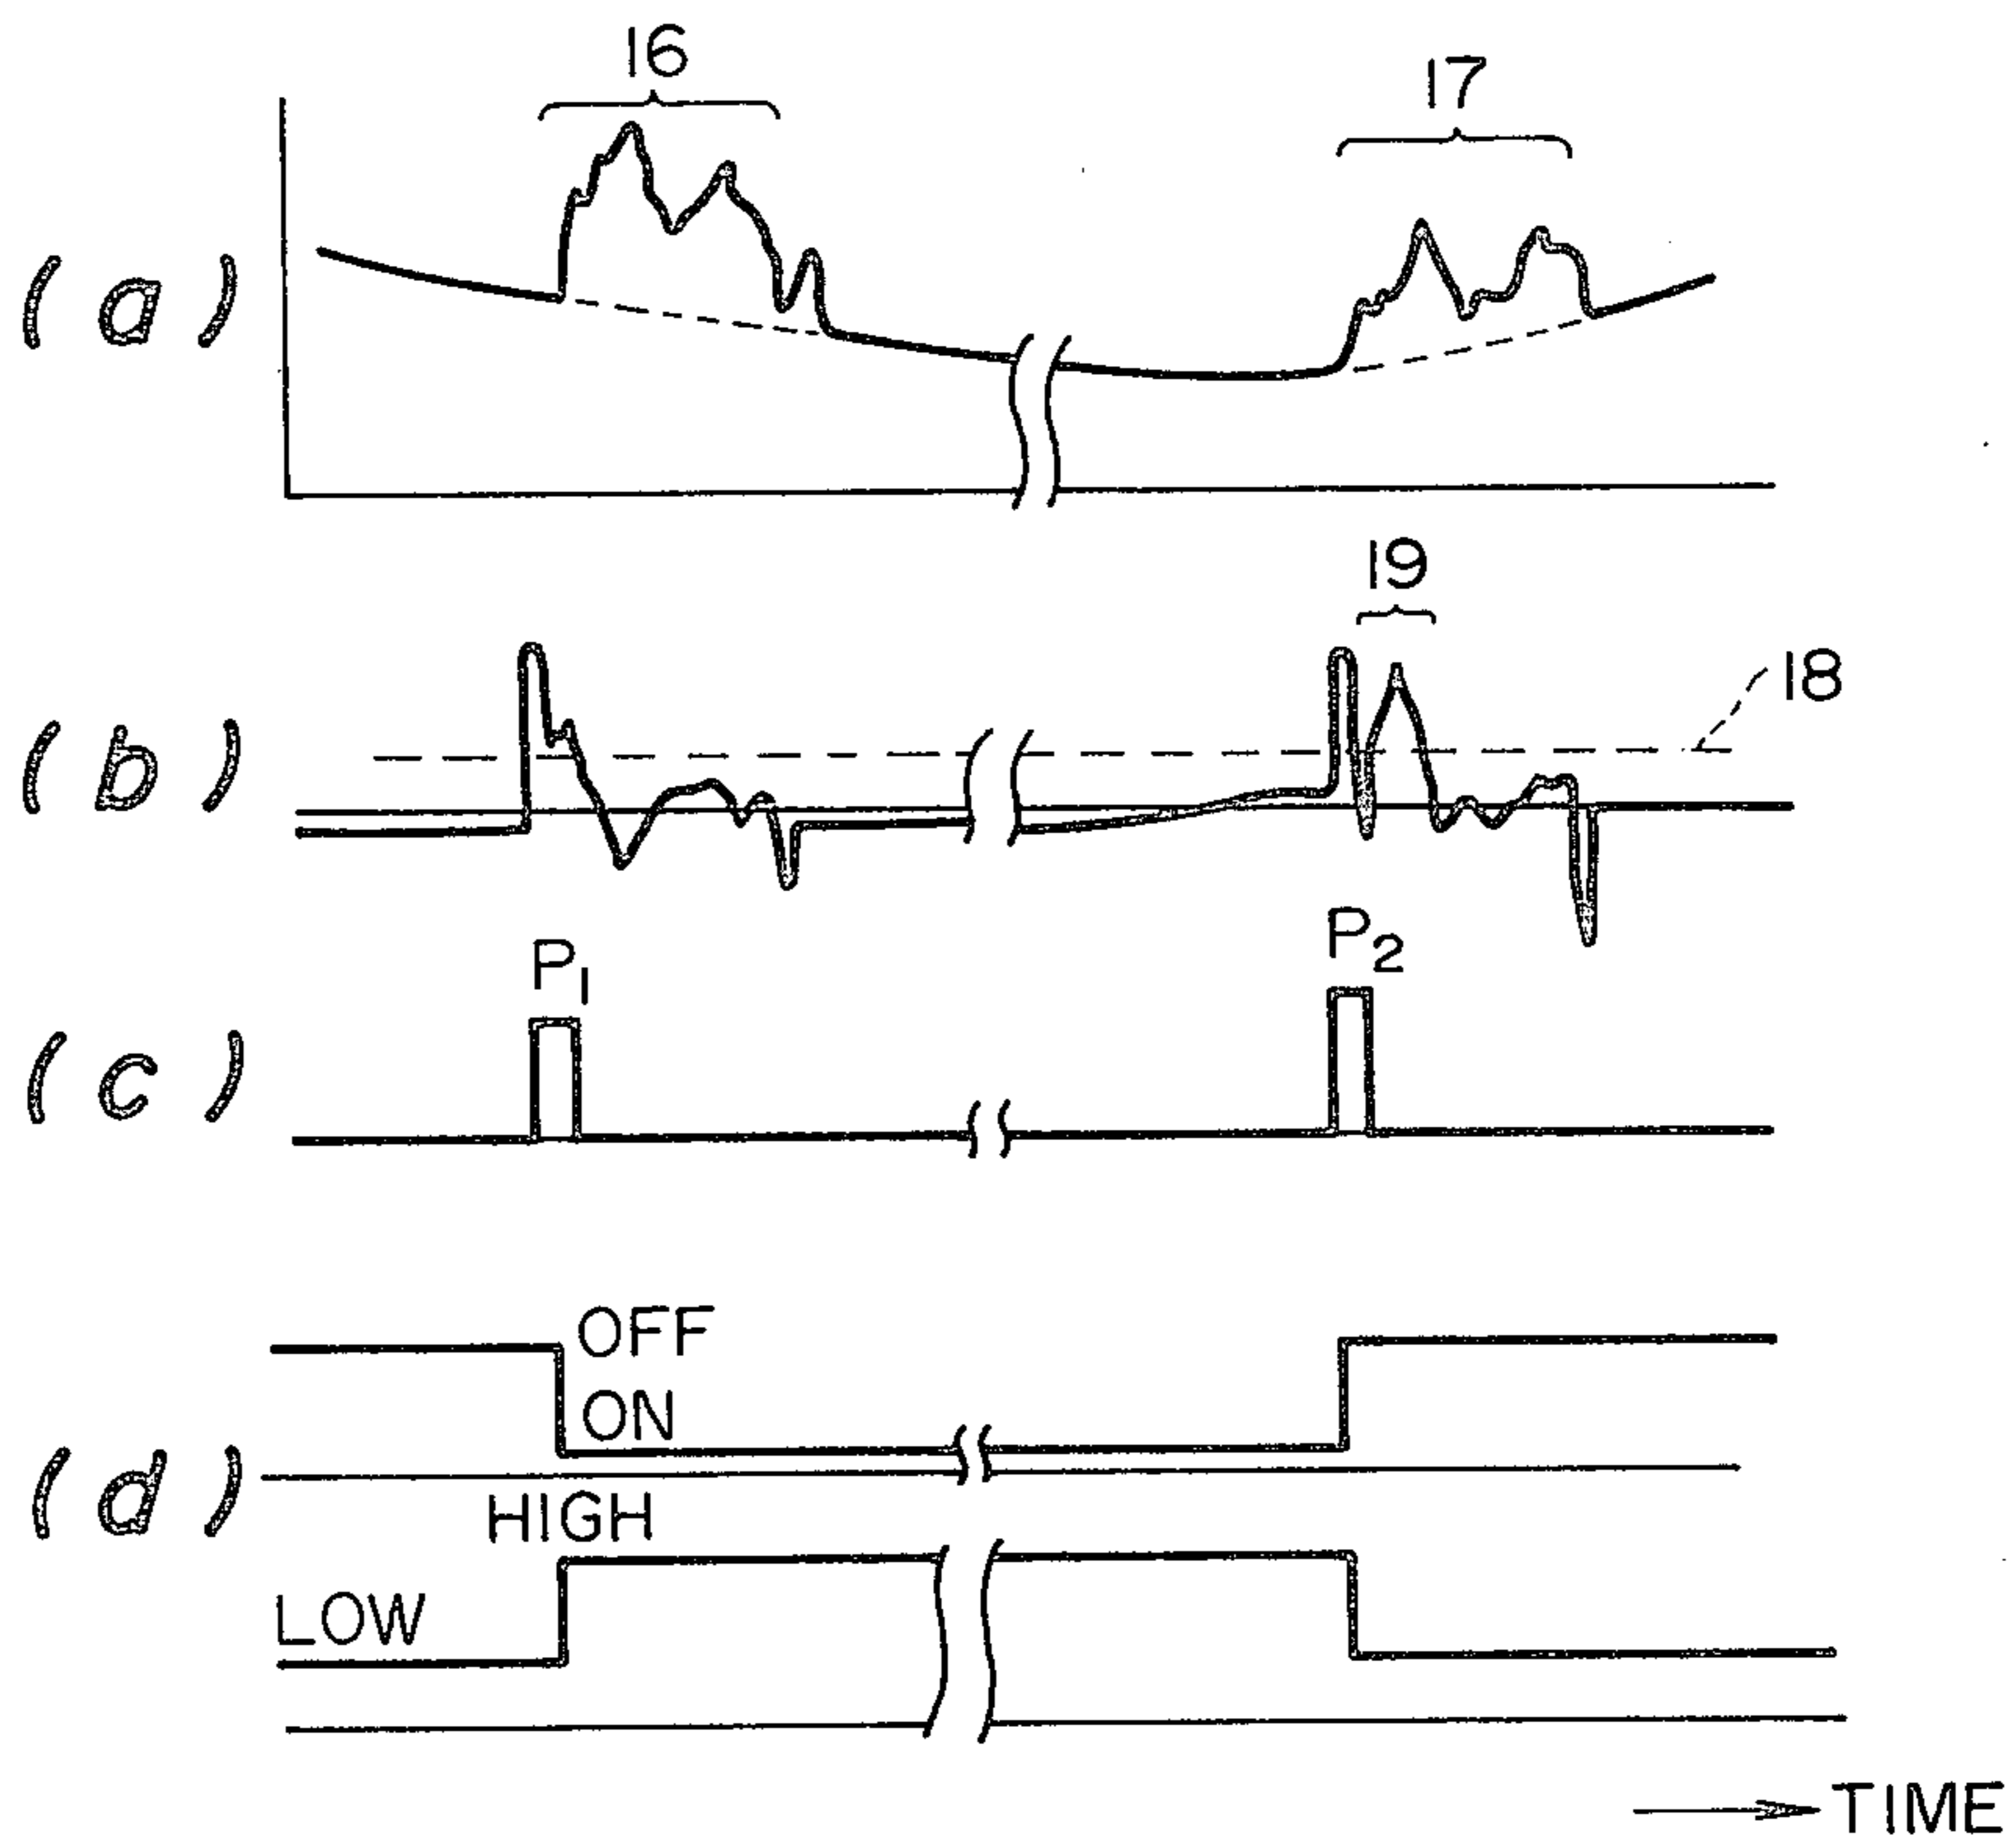 16
17
(a)
19
18
(b)
P1
P2
(c)
OFF
ON
(d)
HIGH
LOW
TIME